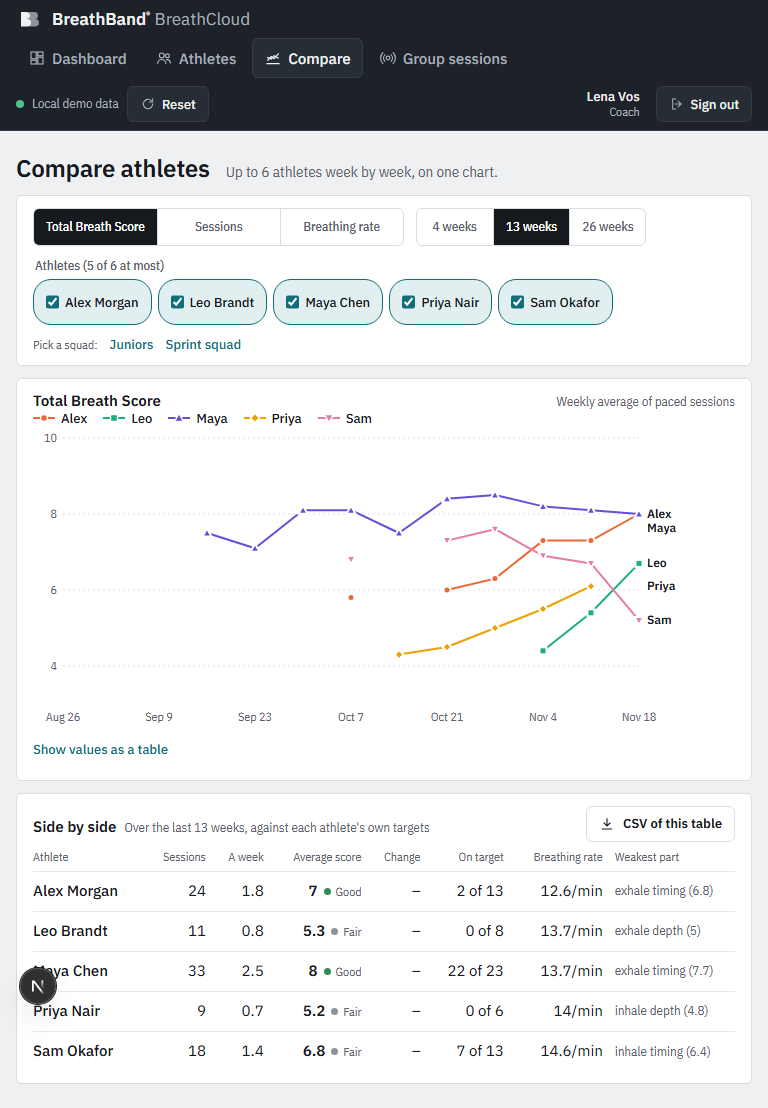 BreathBand® BreathCloud
Dashboard Athletes Compare Group sessions
Local demo data Reset Lena Vos Coach Sign out
Compare athletes Up to 6 athletes week by week, on one chart.
Total Breath Score Sessions Breathing rate 4 weeks 13 weeks 26 weeks
Athletes (5 of 6 at most)
Alex Morgan Leo Brandt Maya Chen Priya Nair Sam Okafor
Pick a squad: Juniors Sprint squad
Total Breath Score Weekly average of paced sessions
Alex Leo Maya Priya Sam
10
8 Alex
Maya
Leo
6 Priya
Sam
4
Aug 26 Sep 9 Sep 23 Oct 7 Oct 21 Nov 4 Nov 18
Show values as a table
Side by side Over the last 13 weeks, against each athlete's own targets CSV of this table
Athlete Sessions A week Average score Change On target Breathing rate Weakest part
Alex Morgan 24 1.8 7 Good – 2 of 13 12.6/min exhale timing (6.8)
Leo Brandt 11 0.8 5.3 Fair – 0 of 8 13.7/min exhale depth (5)
Maya Chen 33 2.5 8 Good – 22 of 23 13.7/min exhale timing (7.7)
N
Priya Nair 9 0.7 5.2 Fair – 0 of 6 14/min inhale depth (4.8)
Sam Okafor 18 1.4 6.8 Fair – 7 of 13 14.6/min inhale timing (6.4)